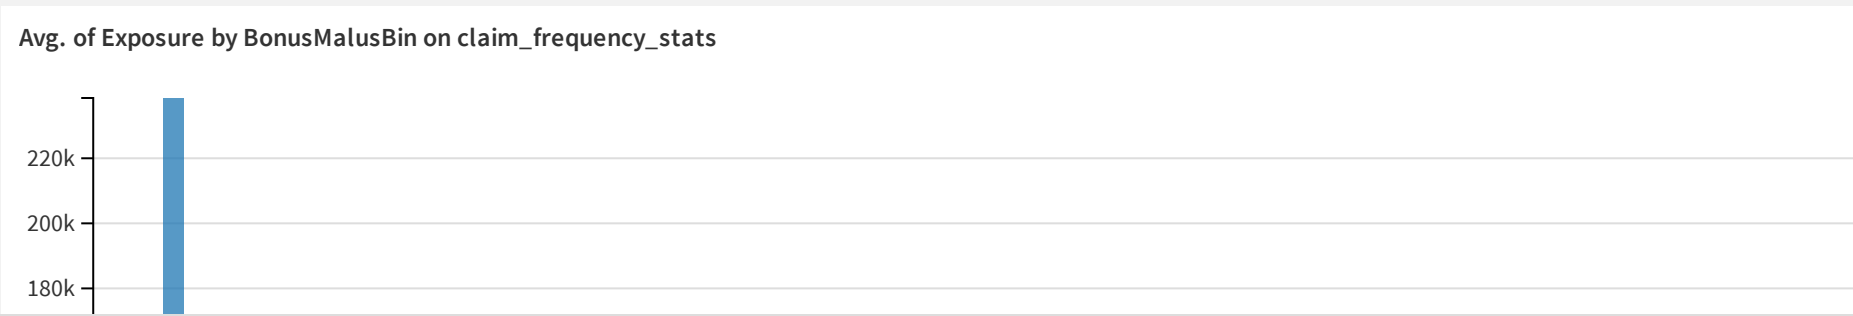 Avg. of Exposure by BonusMalusBin on claim_frequency_stats
220k
200k
180k